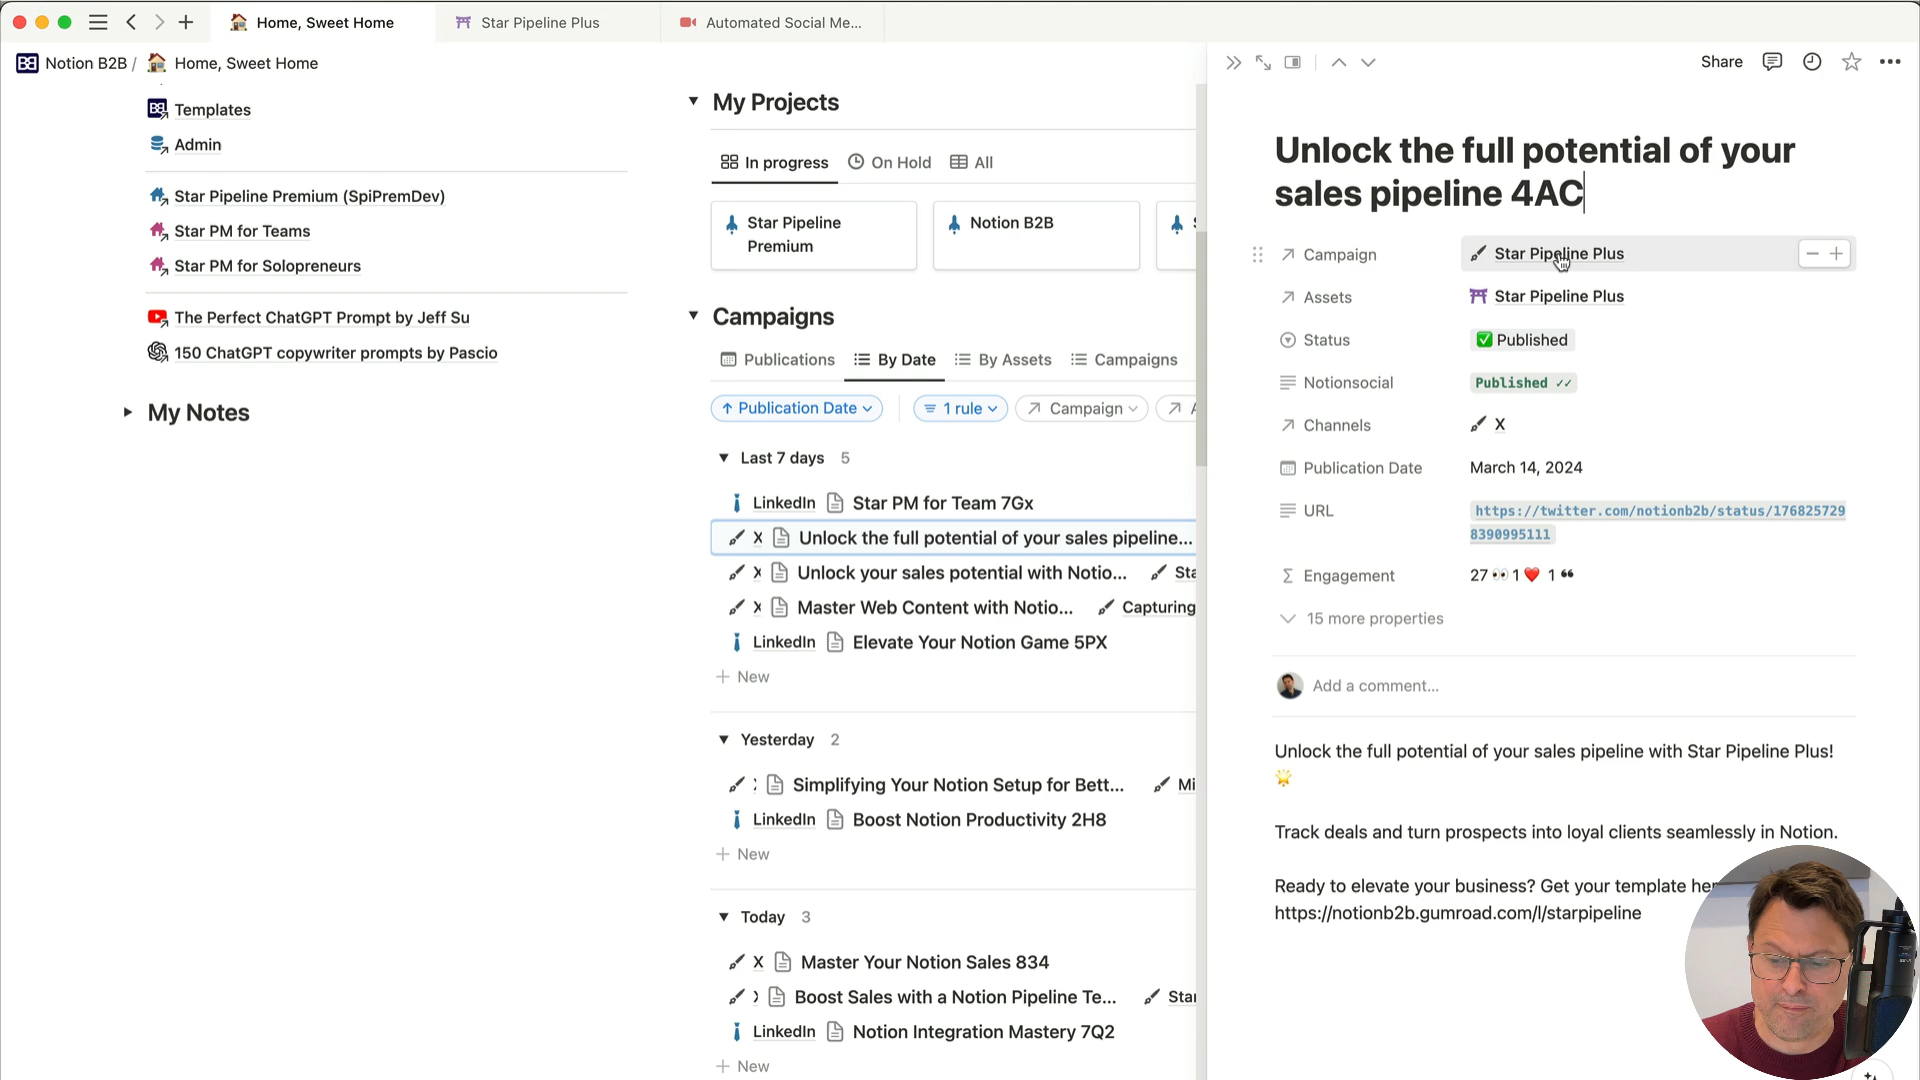 Home, Sweet Home
Star Pipeline Plus
Automated Social Me...
Notion B2B / Home, Sweet Home
Share
Templates
Admin
Star Pipeline Premium (SpiPremDev)
Star PM for Teams
Star PM for Solopreneurs
The Perfect ChatGPT Prompt by Jeff Su
150 ChatGPT copywriter prompts by Pascio
My Notes
My Projects
In progress
On Hold
All
Star Pipeline
Premium
Notion B2B
Campaigns
Publications
By Date
By Assets
Campaigns
Publication Date
1 rule
Campaign
Last 7 days 5
LinkedIn Star PM for Team 7Gx
X Unlock the full potential of your sales pipeline...
X Unlock your sales potential with Notio... Sta
X Master Web Content with Notio... Capturing
LinkedIn Elevate Your Notion Game 5PX
New
Yesterday 2
Simplifying Your Notion Setup for Bett... Mi
LinkedIn Boost Notion Productivity 2H8
New
Today 3
X Master Your Notion Sales 834
Boost Sales with a Notion Pipeline Te... Star
LinkedIn Notion Integration Mastery 7Q2
New
Unlock the full potential of your
sales pipeline 4AC
Campaign Star Pipeline Plus
Assets Star Pipeline Plus
Status ✅ Published
Notionsocial Published ✓✓
Channels X
Publication Date March 14, 2024
URL https://twitter.com/notionb2b/status/176825729
8390995111
Engagement 27 👀 1 ❤️ 1 ❝
15 more properties
Add a comment...
Unlock the full potential of your sales pipeline with Star Pipeline Plus!
🌟
Track deals and turn prospects into loyal clients seamlessly in Notion.
Ready to elevate your business? Get your template her
https://notionb2b.gumroad.com/l/starpipeline